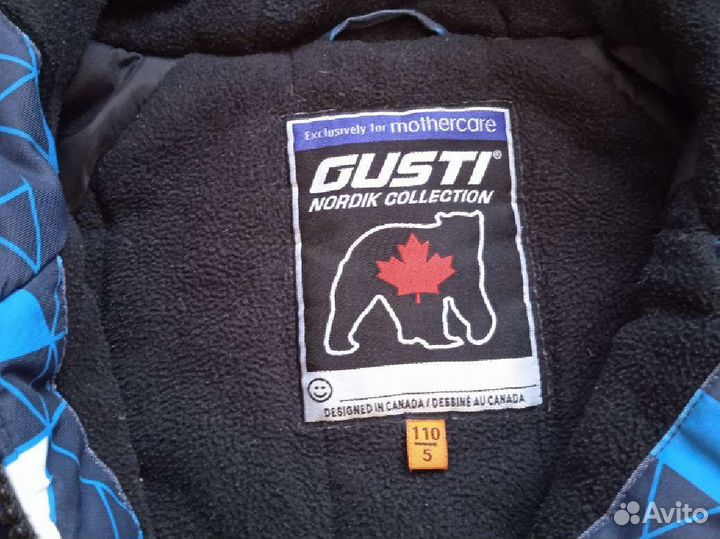 Exclusively for mothercare
GUSTI®
NORDIK COLLECTION
DESIGNED IN CANADA / DESSINÉ AU CANADA
110
5
Avito